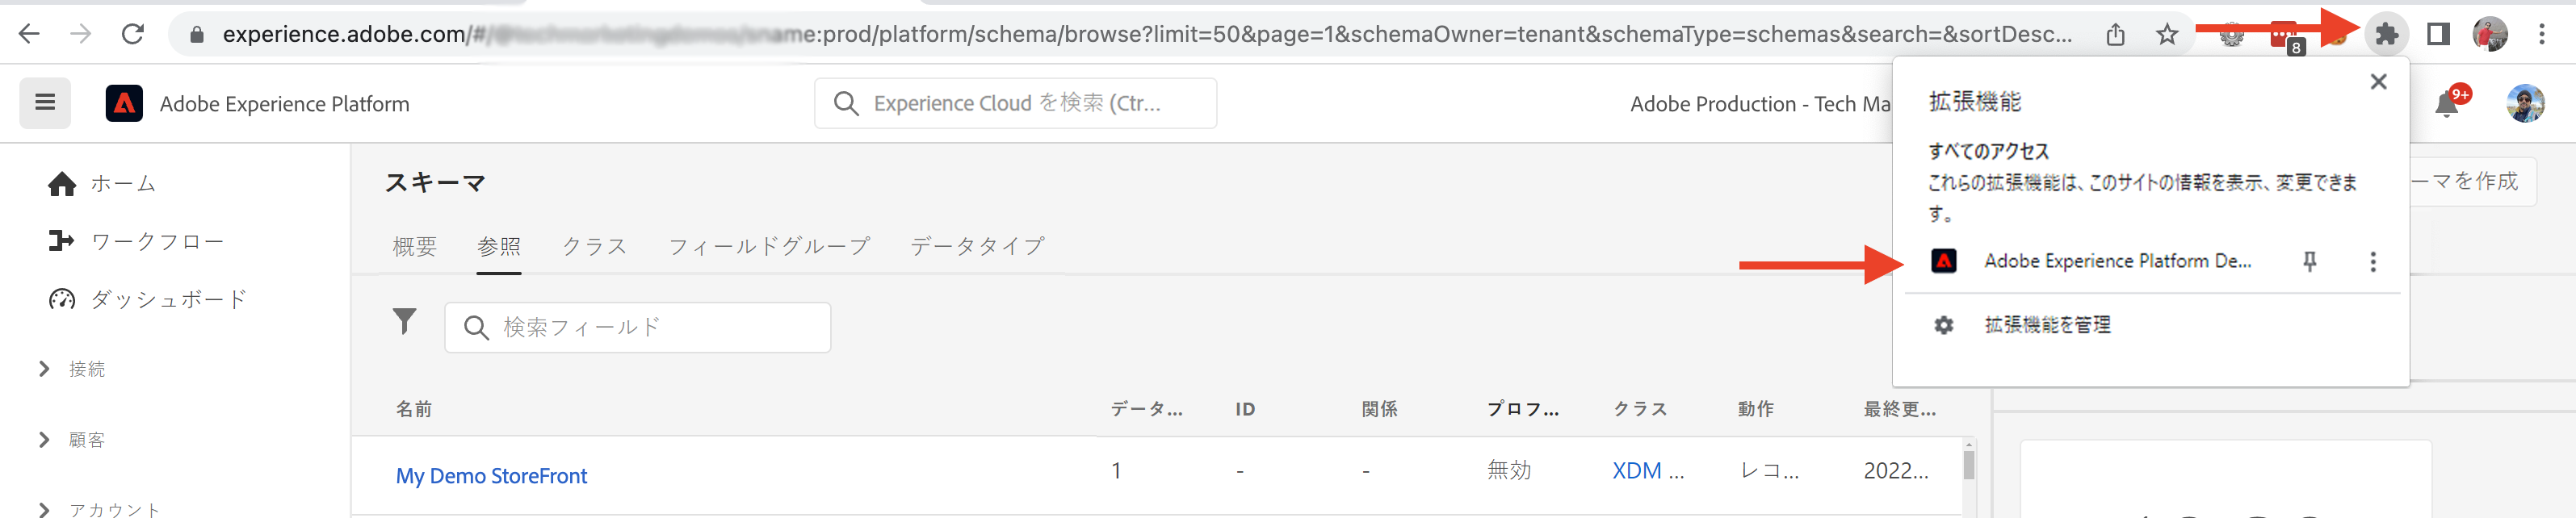 experience.adobe.com/#/ name:prod/platform/schema/browse?limit=50&page=1&schemaOwner=tenant&schemaType=schemas&search=&sortDesc...
8
Adobe Experience Platform
Experience Cloud を検索 (Ctr...
Adobe Production - Tech Ma
9+
拡張機能
すべてのアクセス
これらの拡張機能は、このサイトの情報を表示、変更できま
す。
Adobe Experience Platform De...
拡張機能を管理
ーマを作成
ホーム
ワークフロー
ダッシュボード
接続
顧客
アカウント
スキーマ
概要 参照 クラス フィールドグループ データタイプ
検索フィールド
名前 データ... ID 関係 プロフ... クラス 動作 最終更...
My Demo StoreFront 1 - - 無効 XDM ... レコ... 2022...